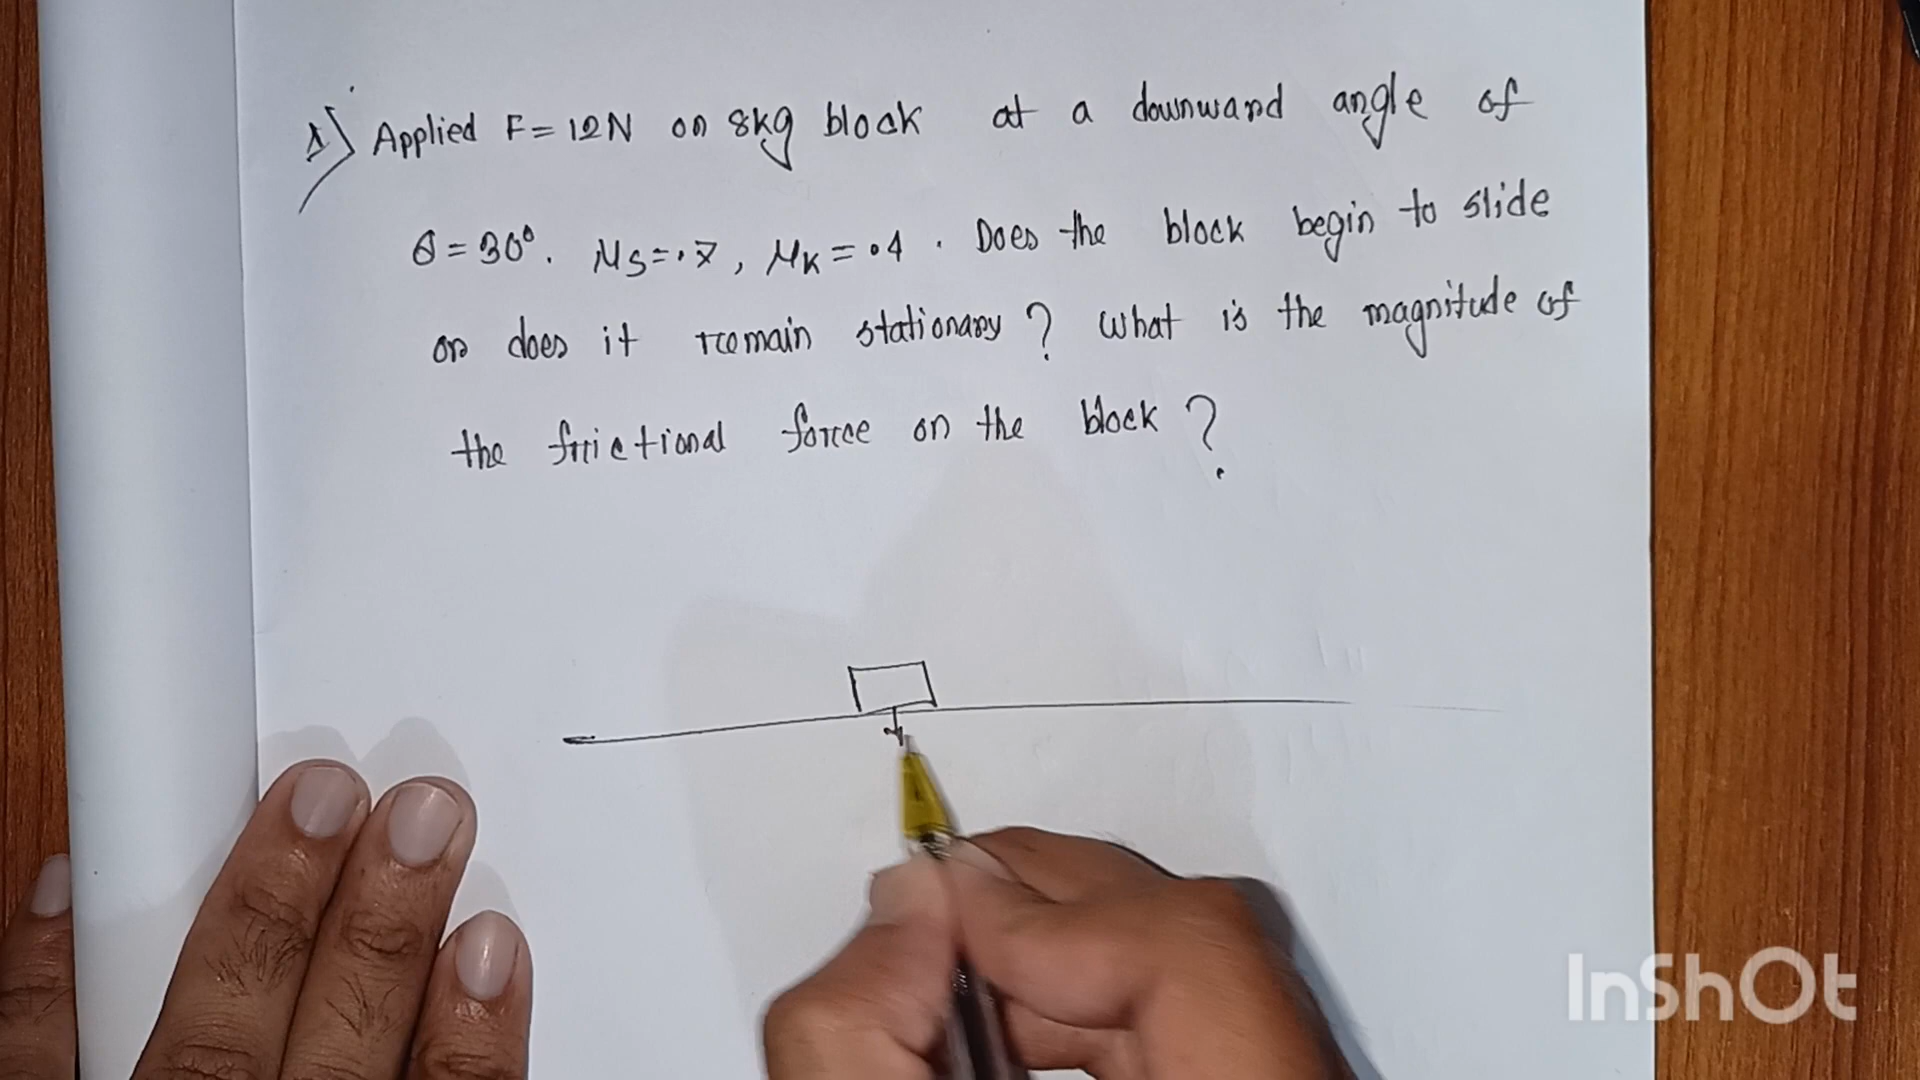 1) Applied F = 12N on 8kg block at a downward angle of
θ = 30°. μs = .7, μk = .4. Does the block begin to slide
or does it remain stationary? What is the magnitude of
the frictional force on the block?
InShOt